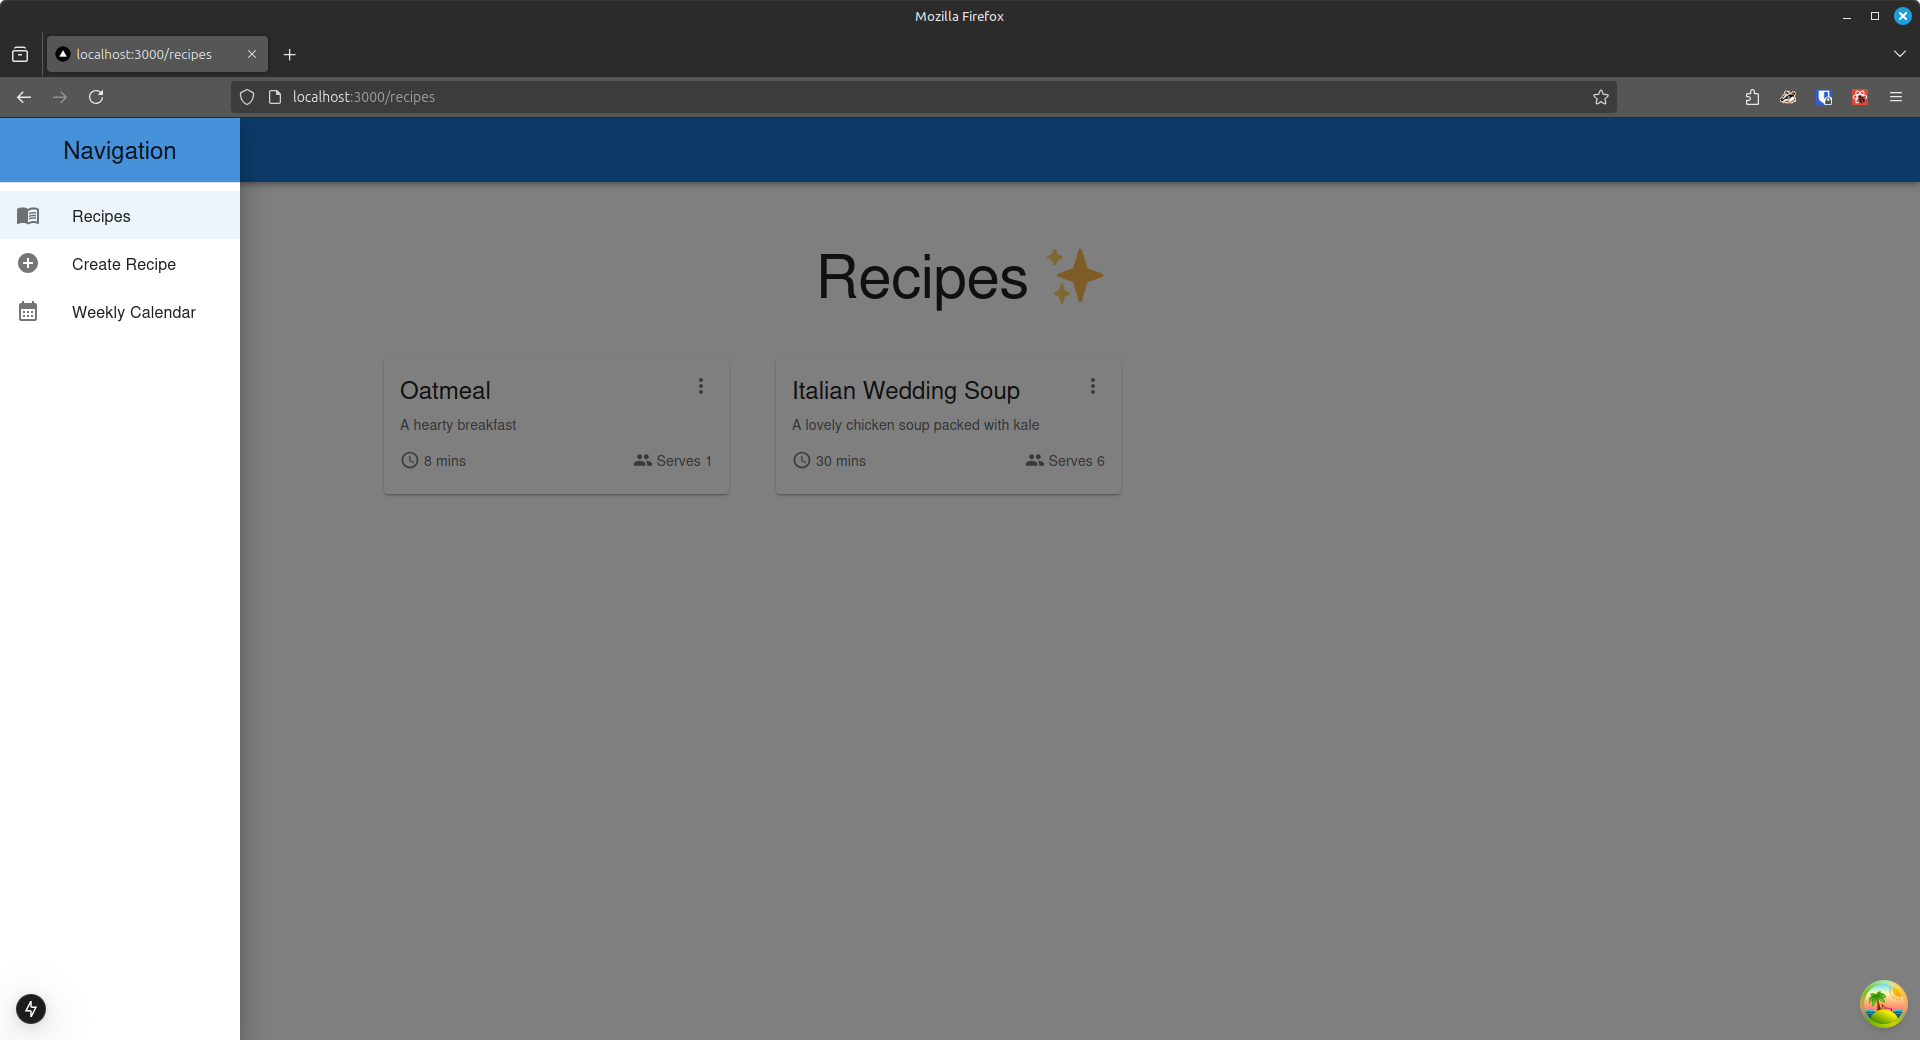 Mozilla Firefox
localhost:3000/recipes
localhost:3000/recipes
Navigation
Recipes
Create Recipe
Weekly Calendar
Recipes ✨
Oatmeal
A hearty breakfast
8 mins
Serves 1
Italian Wedding Soup
A lovely chicken soup packed with kale
30 mins
Serves 6